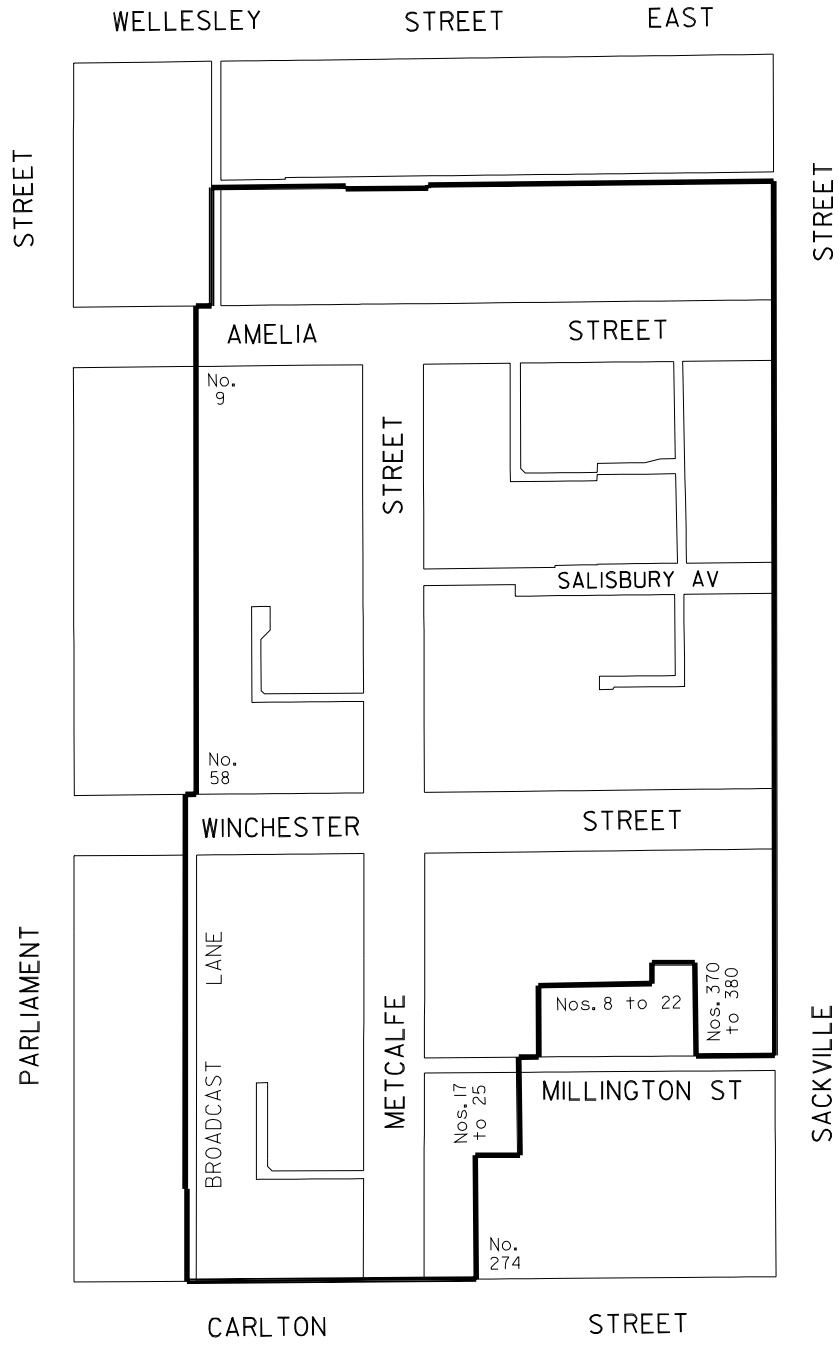 WELLESLEY STREET EAST
STREET
STREET
AMELIA STREET
No.
9
STREET
SALISBURY AV
No.
58
WINCHESTER STREET
PARLIAMENT
BROADCAST LANE
METCALFE
Nos. 8 to 22
Nos. 370
to 380
SACKVILLE
Nos. 17
to 25
MILLINGTON ST
No.
274
CARLTON STREET